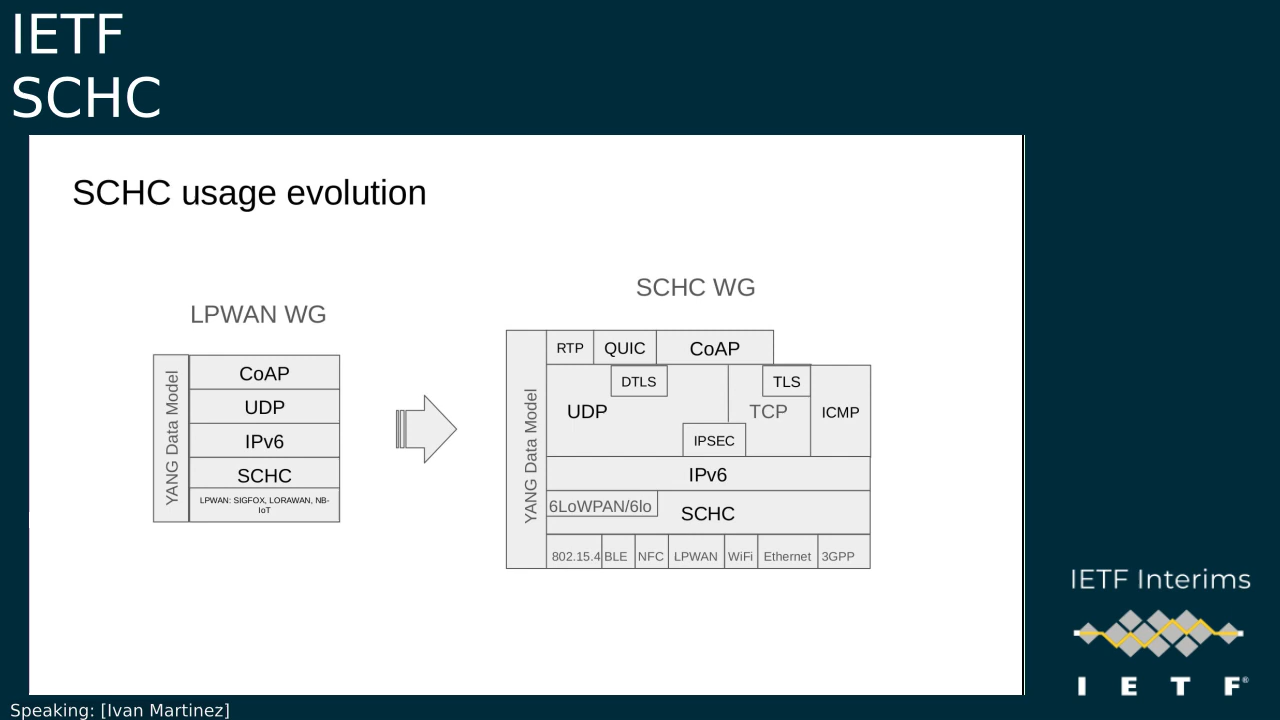 IETF
SCHC
SCHC usage evolution
LPWAN WG
YANG Data Model
CoAP
UDP
IPv6
SCHC
LPWAN: SIGFOX, LORAWAN, NB-
IoT
SCHC WG
YANG Data Model
RTP QUIC CoAP
DTLS TLS
UDP TCP ICMP
IPSEC
IPv6
6LoWPAN/6lo SCHC
802.15.4 BLE NFC LPWAN WiFi Ethernet 3GPP
IETF Interims
I E T F®
Speaking: [Ivan Martinez]